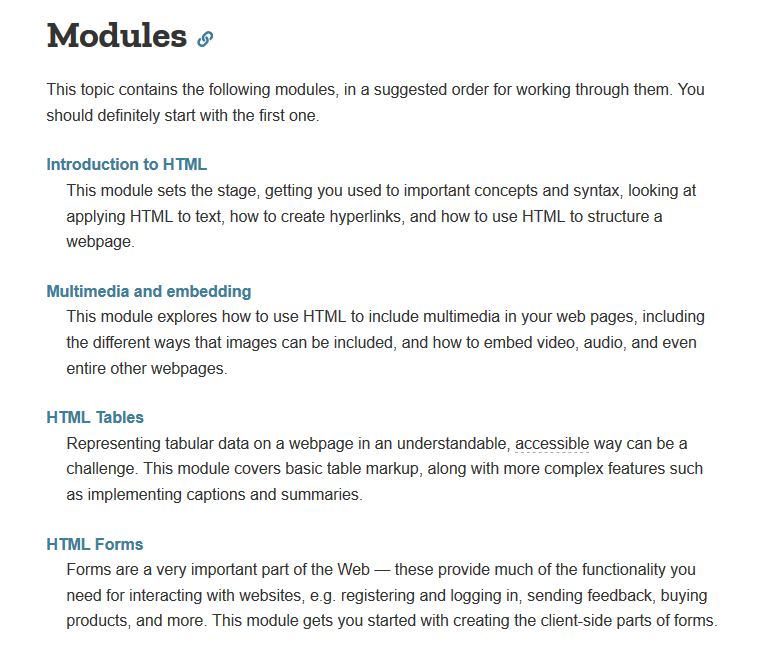 Modules
This topic contains the following modules, in a suggested order for working through them. You
should definitely start with the first one.
Introduction to HTML
This module sets the stage, getting you used to important concepts and syntax, looking at
applying HTML to text, how to create hyperlinks, and how to use HTML to structure a
webpage.
Multimedia and embedding
This module explores how to use HTML to include multimedia in your web pages, including
the different ways that images can be included, and how to embed video, audio, and even
entire other webpages.
HTML Tables
Representing tabular data on a webpage in an understandable, accessible way can be a
challenge. This module covers basic table markup, along with more complex features such
as implementing captions and summaries.
HTML Forms
Forms are a very important part of the Web — these provide much of the functionality you
need for interacting with websites, e.g. registering and logging in, sending feedback, buying
products, and more. This module gets you started with creating the client-side parts of forms.